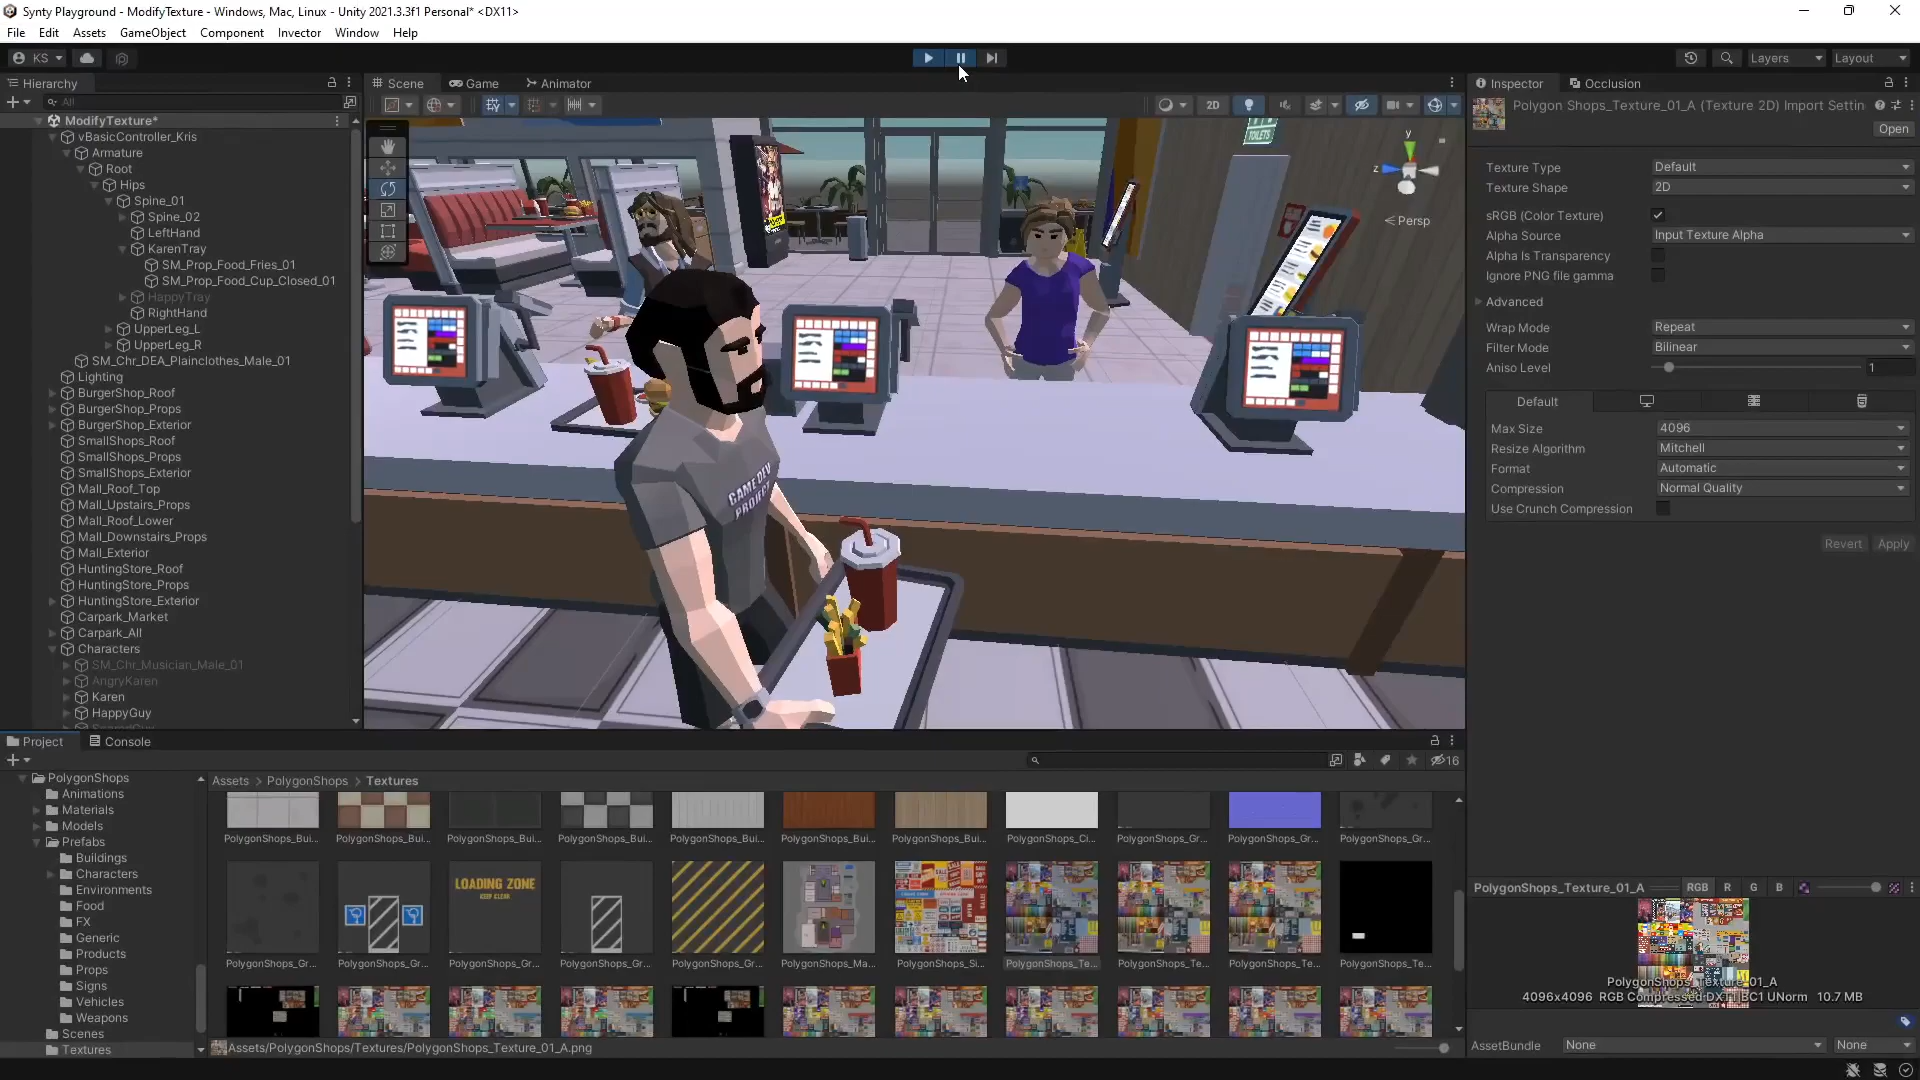 Synty Playground - ModifyTexture - Windows, Mac, Linux - Unity 2021.3.3f1 Personal* <DX11>
File Edit Assets GameObject Component Invector Window Help
KS Layers Layout
Hierarchy
All
ModifyTexture*
vBasicController_Kris
Armature
Root
Hips
Spine_01
Spine_02
LeftHand
KarenTray
SM_Prop_Food_Fries_01
SM_Prop_Food_Cup_Closed_01
HappyTray
RightHand
UpperLeg_L
UpperLeg_R
SM_Chr_DEA_Plainclothes_Male_01
Lighting
BurgerShop_Roof
BurgerShop_Props
BurgerShop_Exterior
SmallShops_Roof
SmallShops_Props
SmallShops_Exterior
Mall_Roof_Top
Mall_Upstairs_Props
Mall_Roof_Lower
Mall_Downstairs_Props
Mall_Exterior
HuntingStore_Roof
HuntingStore_Props
HuntingStore_Exterior
Carpark_Market
Carpark_All
Characters
SM_Chr_Musician_Male_01
AngryKaren
Karen
HappyGuy
Scene Game Animator
2D
TOILETS
y
z
< Persp
GAME DEV
PROJECT
Inspector Occlusion
Polygon Shops_Texture_01_A (Texture 2D) Import Settin
Open
Texture Type Default
Texture Shape 2D
sRGB (Color Texture)
Alpha Source Input Texture Alpha
Alpha Is Transparency
Ignore PNG file gamma
Advanced
Wrap Mode Repeat
Filter Mode Bilinear
Aniso Level 1
Default
Max Size 4096
Resize Algorithm Mitchell
Format Automatic
Compression Normal Quality
Use Crunch Compression
Revert Apply
Project Console
16
PolygonShops
Animations
Materials
Models
Prefabs
Buildings
Characters
Environments
Food
FX
Generic
Products
Props
Signs
Vehicles
Weapons
Scenes
Textures
Assets > PolygonShops > Textures
PolygonShops_Bui... PolygonShops_Bui... PolygonShops_Bui... PolygonShops_Bui... PolygonShops_Bui... PolygonShops_Bui... PolygonShops_Bui... PolygonShops_Ci... PolygonShops_Gr... PolygonShops_Gr... PolygonShops_Gr...
LOADING ZONE
KEEP CLEAR
PolygonShops_Gr... PolygonShops_Gr... PolygonShops_Gr... PolygonShops_Gr... PolygonShops_Gr... PolygonShops_Ma... PolygonShops_Si... PolygonShops_Te... PolygonShops_Te... PolygonShops_Te... PolygonShops_Te...
Assets/PolygonShops/Textures/PolygonShops_Texture_01_A.png
PolygonShops_Texture_01_A RGB R G B
PolygonShops_Texture_01_A
4096x4096 RGB Compressed DXT1|BC1 UNorm 10.7 MB
AssetBundle None None